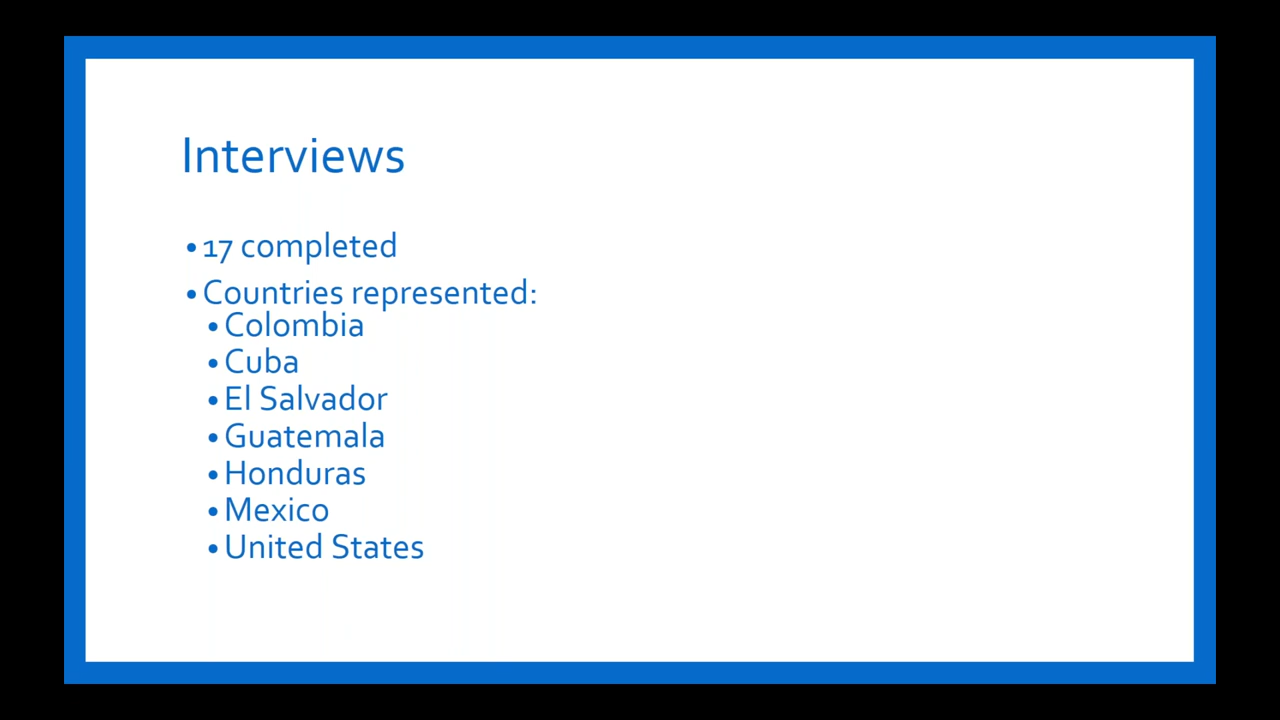 Interviews
• 17 completed
• Countries represented:
• Colombia
• Cuba
• El Salvador
• Guatemala
• Honduras
• Mexico
• United States